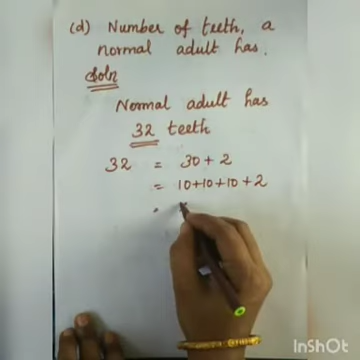 (d) Number of teeth, a
normal adult has.
Soln
Normal adult has
32 teeth
32 = 30 + 2
= 10+10+10+2
=
InShOt